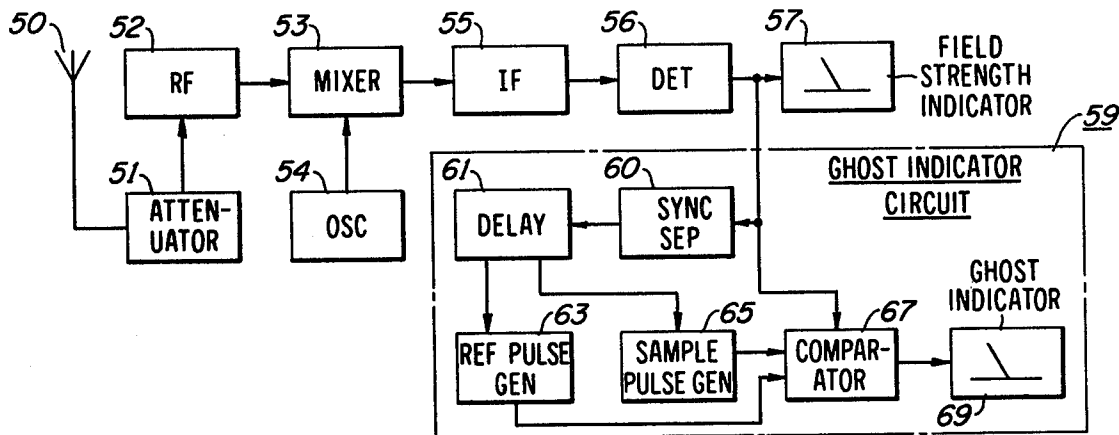 50
52
RF
53
MIXER
55
IF
56
DET
57
FIELD
STRENGTH
INDICATOR
59
51
ATTEN-
UATOR
54
OSC
61
DELAY
60
SYNC
SEP
GHOST INDICATOR
CIRCUIT
63
REF PULSE
GEN
65
SAMPLE
PULSE GEN
67
COMPAR-
ATOR
GHOST
INDICATOR
69